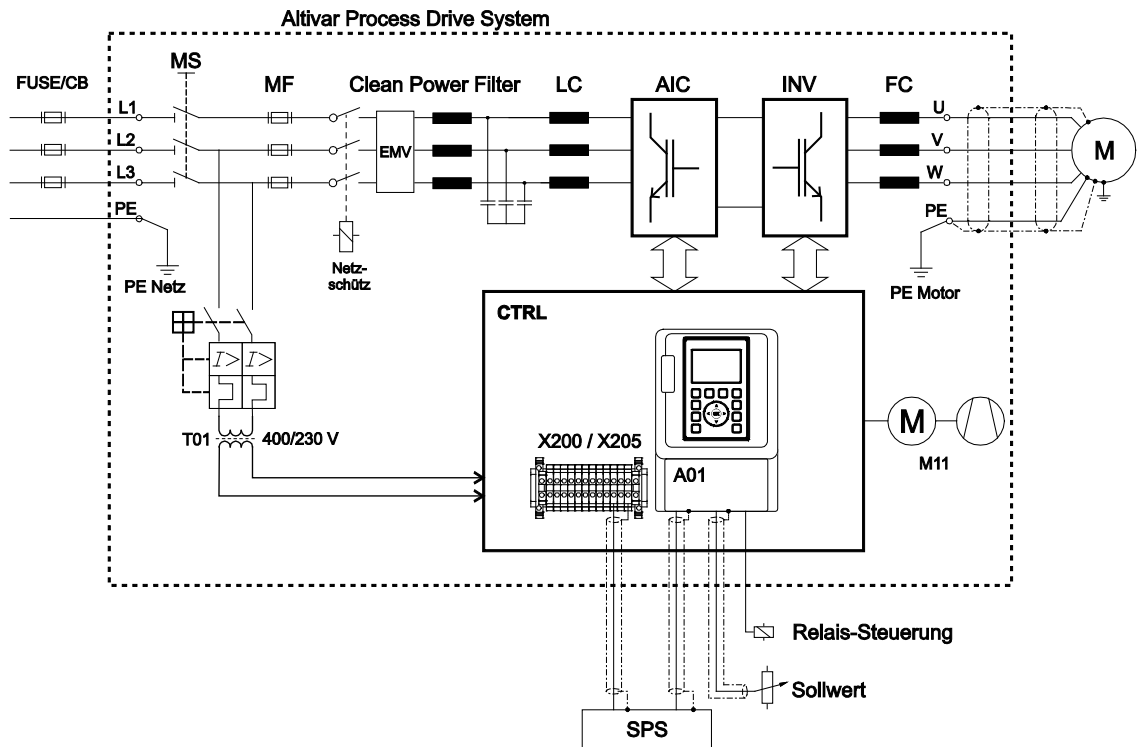 Altivar Process Drive System
MS
FUSE/CB
MF
Clean Power Filter
LC
AIC
INV
FC
L1
U
L2
EMV
V
M
L3
W
PE
PE
Netz-
schütz
PE Netz
PE Motor
CTRL
I>
I>
T01
400/230 V
X200 / X205
M
A01
M11
Relais-Steuerung
Sollwert
SPS